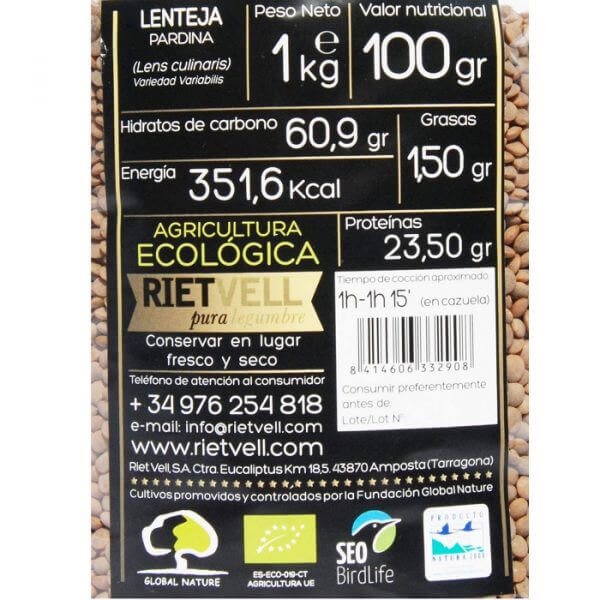 LENTEJA
PARDINA
(Lens culinaris)
Variedad Variabilis
Peso Neto
1 kg e
Valor nutricional
100 gr
Hidratos de carbono 60,9 gr
Grasas
1,50 gr
Energía
351,6 Kcal
AGRICULTURA
ECOLÓGICA
Proteínas
23,50 gr
RIETVELL
pura legumbre
Conservar en lugar
fresco y seco
Tiempo de cocción aproximado
1h-1h 15' (en cazuela)
8 414606 332908
Consumir preferentemente
antes de:
Lote/Lot Nº
Teléfono de atención al consumidor
+ 34 976 254 818
e-mail: info@rietvell.com
www.rietvell.com
Riet Vell, S.A. Ctra. Eucaliptus Km 18,5. 43870 Amposta (Tarragona)
Cultivos promovidos y controlados por la Fundación Global Nature
GLOBAL NATURE
ES-ECO-019-CT
AGRICULTURA UE
SEO
BirdLife
PRODUCTO
NATURA 2000